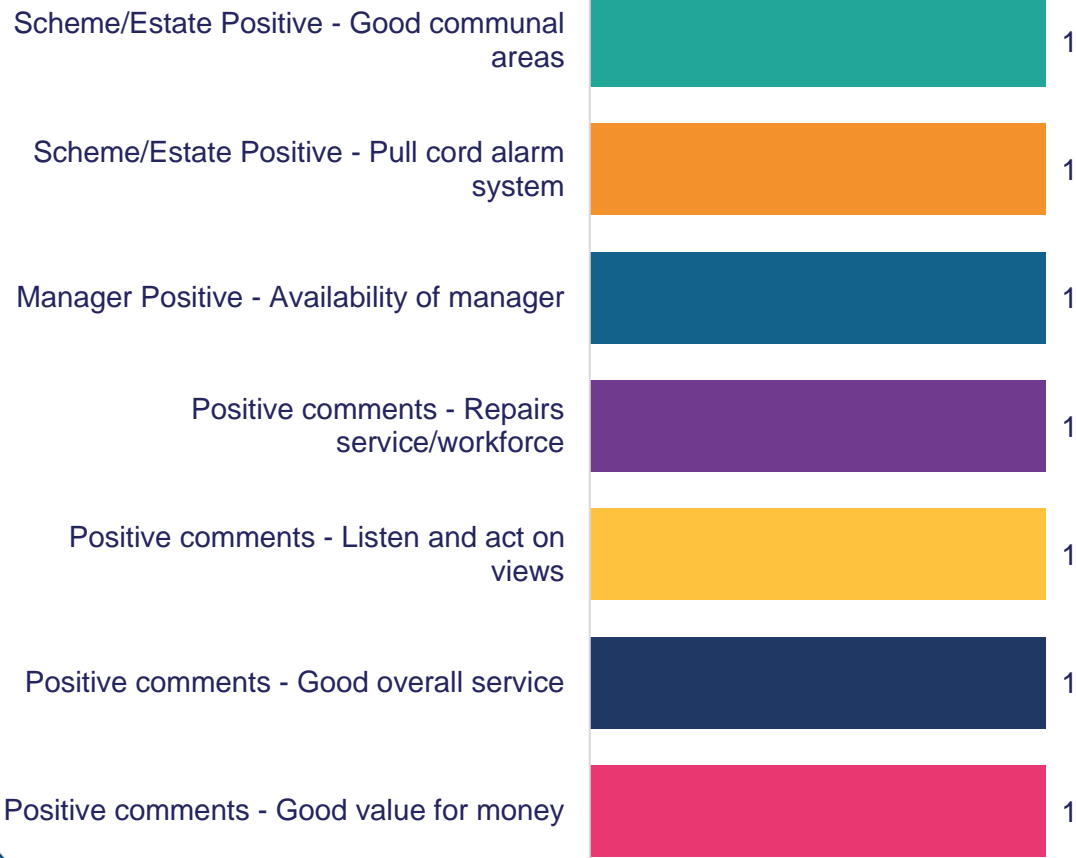 Scheme/Estate Positive - Good communal
areas
1
Scheme/Estate Positive - Pull cord alarm
system
1
Manager Positive - Availability of manager
1
Positive comments - Repairs
service/workforce
1
Positive comments - Listen and act on
views
1
Positive comments - Good overall service
1
Positive comments - Good value for money
1